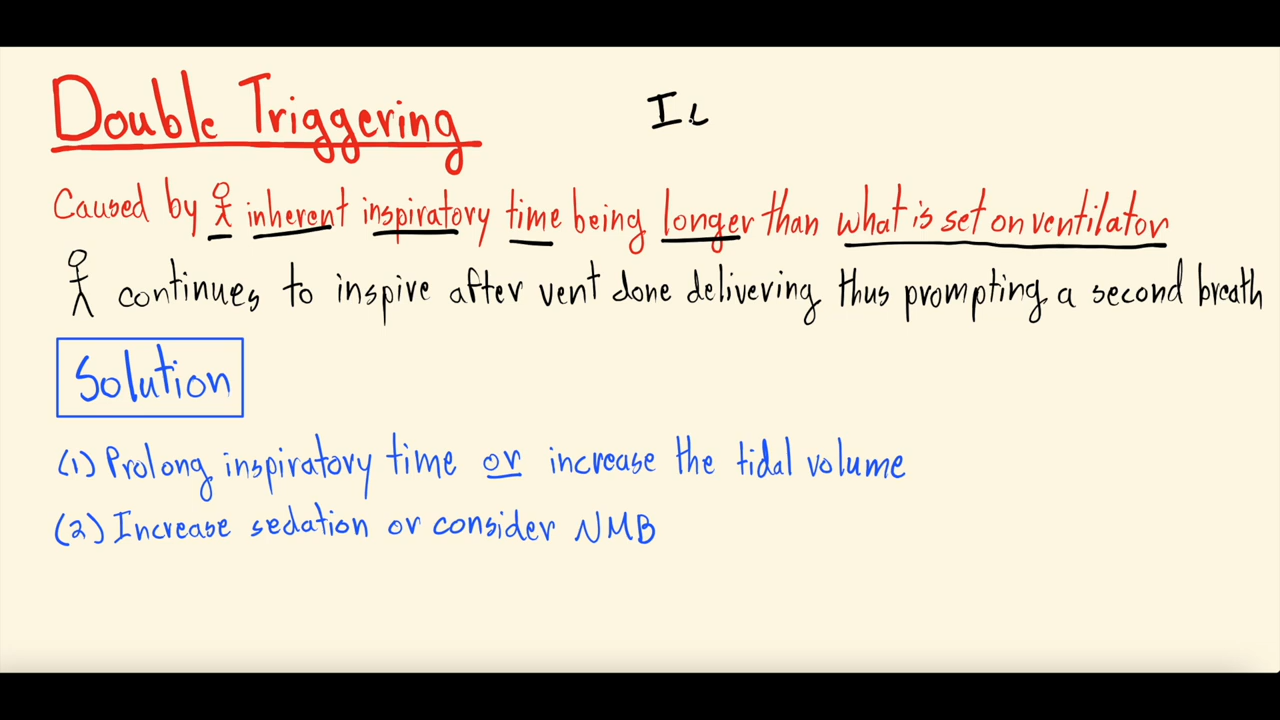 Double Triggering
I
Caused by inherent inspiratory time being longer than what is set on ventilator
continues to inspire after vent done delivering thus prompting a second breath
Solution
(1) Prolong inspiratory time or increase the tidal volume
(2) Increase sedation or consider NMB